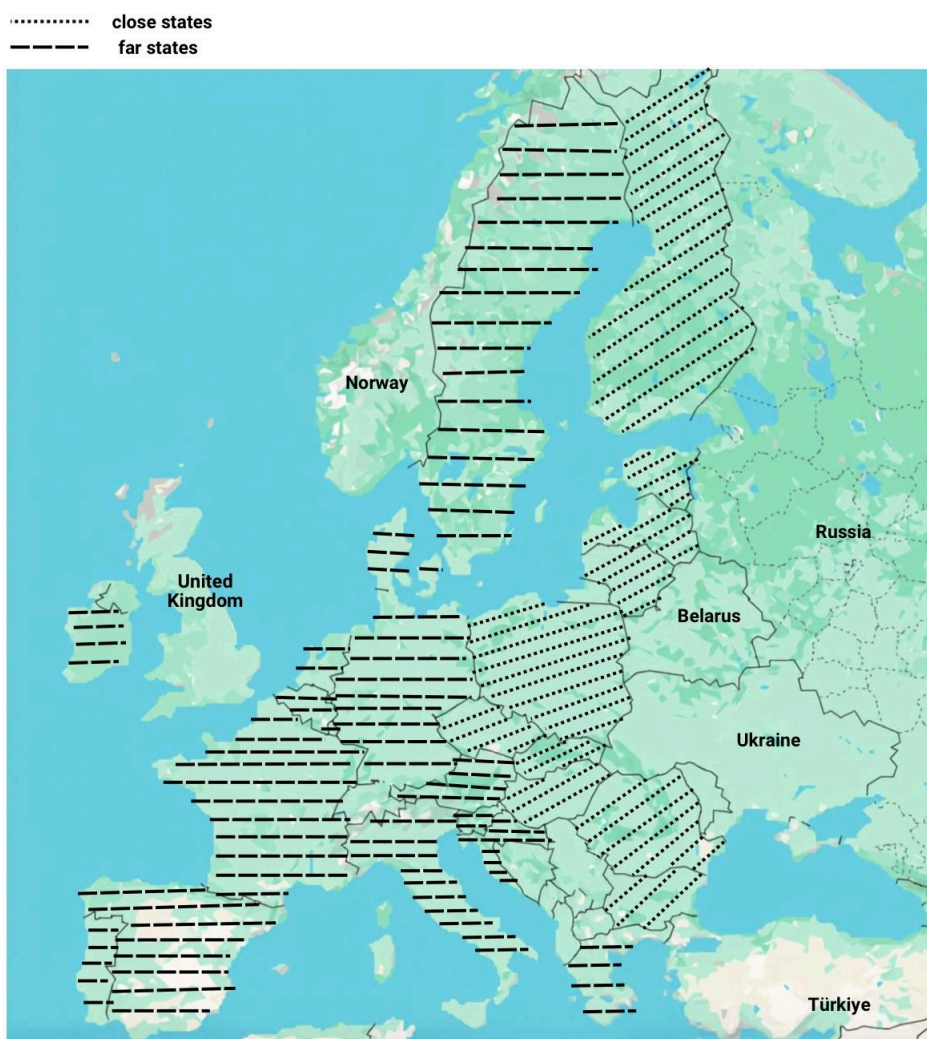 close states
far states
Norway
Russia
United
Kingdom
Belarus
Ukraine
Türkiye